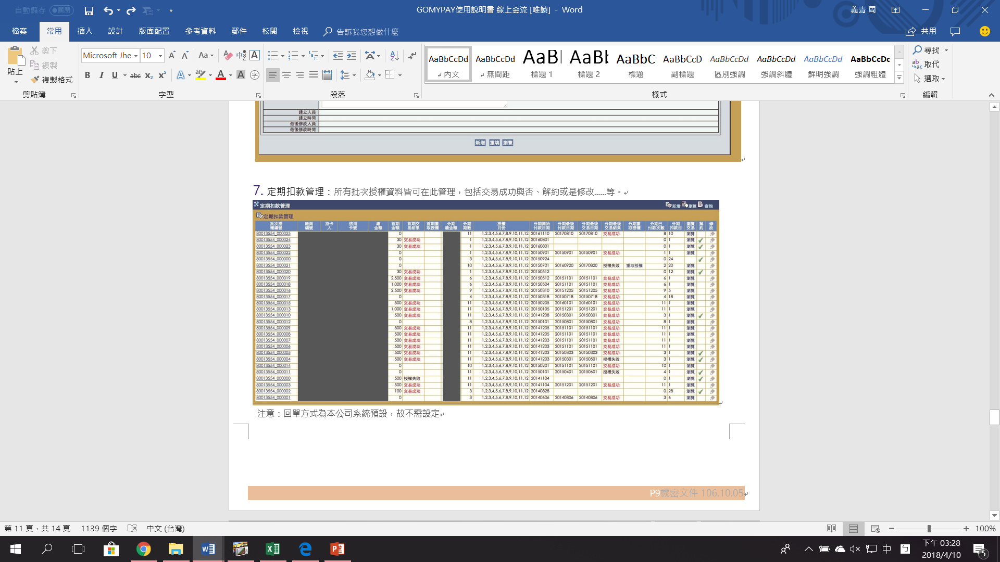 自動儲存 關閉
GOMYPAY使用說明書 線上金流 [唯讀] - Word
義青 周
檔案 常用 插入 設計 版面配置 參考資料 郵件 校閱 檢視 告訴我您想做什麼
共用
貼上 剪下 複製 複製格式
Microsoft Jhe 10
AaBbCcDd AaBbCcDd AaBl AaBb AaBbC AaBbCcD AaBbCcDd AaBbCcDd AaBbCcDd AaBbCcDc
內文 無間距 標題 1 標題 2 標題 副標題 區別強調 強調斜體 鮮明強調 強調粗體
尋找 取代 選取
剪貼簿 字型 段落 樣式 編輯
建立人員
建立時間
最後修改人員
最後修改時間
新增 重填 瀏覽
7. 定期扣款管理：所有批次授權資料皆可在此管理，包括交易成功與否、解約或是修改......等。
定期扣款管理 新增 瀏覽 查詢
定期扣款管理
批次授權編號 廠商編號 持卡人 信用卡號 總金額 首期金額 首期交易結果 首期重取授權 分期總金額 分期期數 授權月份 分期開始付款日期 分期最後付款日期 分期最後交易日期 分期最後交易結果 分期重取授權 分期已付款次數 分期扣款日 瀏覽交易 解約 修改
80013554_000025 0 11 1,2,3,4,5,6,7,8,9,10,11,12 20161110 20170810 20170810 交易成功 8 10 瀏覽
80013554_000024 30 交易成功 1 1,2,3,4,5,6,7,8,9,10,11,12 20160801 0 1 瀏覽
80013554_000023 30 交易成功 1 1,2,3,4,5,6,7,8,9,10,11,12 20160801 0 1 瀏覽
80013554_000022 0 1 1,2,3,4,5,6,7,8,9,10,11,12 20150901 20150901 20150901 交易成功 1 1 瀏覽
80013554_000000 0 3 1,2,3,4,5,6,7,8,9,10,11,12 20150924 0 24
80013554_000021 0 10 1,2,3,4,5,6,7,8,9,10,11,12 20150701 20160920 20170820 授權失敗 重取授權 2 20 瀏覽
80013554_000020 30 交易成功 1 1,2,3,4,5,6,7,8,9,10,11,12 20150512 0 12 瀏覽
80013554_000019 2,500 交易成功 6 1,2,3,4,5,6,7,8,9,10,11,12 20150512 20151101 20151101 交易成功 6 1 瀏覽
80013554_000018 1,000 交易成功 6 1,2,3,4,5,6,7,8,9,10,11,12 20150504 20151101 20151101 交易成功 6 1 瀏覽
80013554_000016 2,500 交易成功 9 1,2,3,4,5,6,7,8,9,10,11,12 20150310 20151205 20151205 交易成功 9 5 瀏覽
80013554_000017 0 4 1,2,3,4,5,6,7,8,9,10,11,12 20150318 20150718 20150718 交易成功 4 18 瀏覽
80013554_000015 500 交易成功 11 1,2,3,4,5,6,7,8,9,10,11,12 20150205 20160101 20160101 交易成功 11 1 瀏覽
80013554_000013 1,000 交易成功 11 1,2,3,4,5,6,7,8,9,10,11,12 20150105 20151201 20151201 交易成功 11 1 瀏覽
80013554_000010 500 交易成功 11 1,2,3,4,5,6,7,8,9,10,11,12 20141208 20150301 20150301 交易成功 3 1 瀏覽
80013554_000012 0 8 1,2,3,4,5,6,7,8,9,10,11,12 20150101 20150801 20150801 交易成功 8 1 瀏覽
80013554_000009 500 交易成功 11 1,2,3,4,5,6,7,8,9,10,11,12 20141205 20151101 20151101 交易成功 11 1 瀏覽
80013554_000008 500 交易成功 11 1,2,3,4,5,6,7,8,9,10,11,12 20141205 20151101 20151101 交易成功 11 1 瀏覽
80013554_000007 500 交易成功 11 1,2,3,4,5,6,7,8,9,10,11,12 20141203 20151101 20151101 交易成功 11 1 瀏覽
80013554_000006 500 交易成功 11 1,2,3,4,5,6,7,8,9,10,11,12 20141203 20151101 20151101 交易成功 11 1 瀏覽
80013554_000005 500 交易成功 11 1,2,3,4,5,6,7,8,9,10,11,12 20141203 20150303 20150303 交易成功 3 1 瀏覽
80013554_000004 500 交易成功 11 1,2,3,4,5,6,7,8,9,10,11,12 20141203 20150301 20150501 授權失敗 3 1 瀏覽
80013554_000014 0 10 1,2,3,4,5,6,7,8,9,10,11,12 20150201 20151101 20151101 交易成功 10 1 瀏覽
80013554_000011 0 11 1,2,3,4,5,6,7,8,9,10,11,12 20150101 20150401 20150601 授權失敗 4 1 瀏覽
80013554_000000 500 授權失敗 11 1,2,3,4,5,6,7,8,9,10,11,12 20141104 0 1 瀏覽
80013554_000003 500 交易成功 11 1,2,3,4,5,6,7,8,9,10,11,12 20141104 20151201 20151201 交易成功 11 1 瀏覽
80013554_000002 100 交易成功 3 1,2,3,4,5,6,7,8,9,10,11,12 20140828 0 28 瀏覽
80013554_000001 0 3 1,2,3,4,5,6,7,8,9,10,11,12 20140606 20140806 20140806 交易成功 3 6 瀏覽
注意：回單方式為本公司系統預設，故不需設定
P9機密文件 106.10.05
第 11 頁，共 14 頁 1139 個字 中文 (台灣) 100%
中
下午 03:28
2018/4/10
5